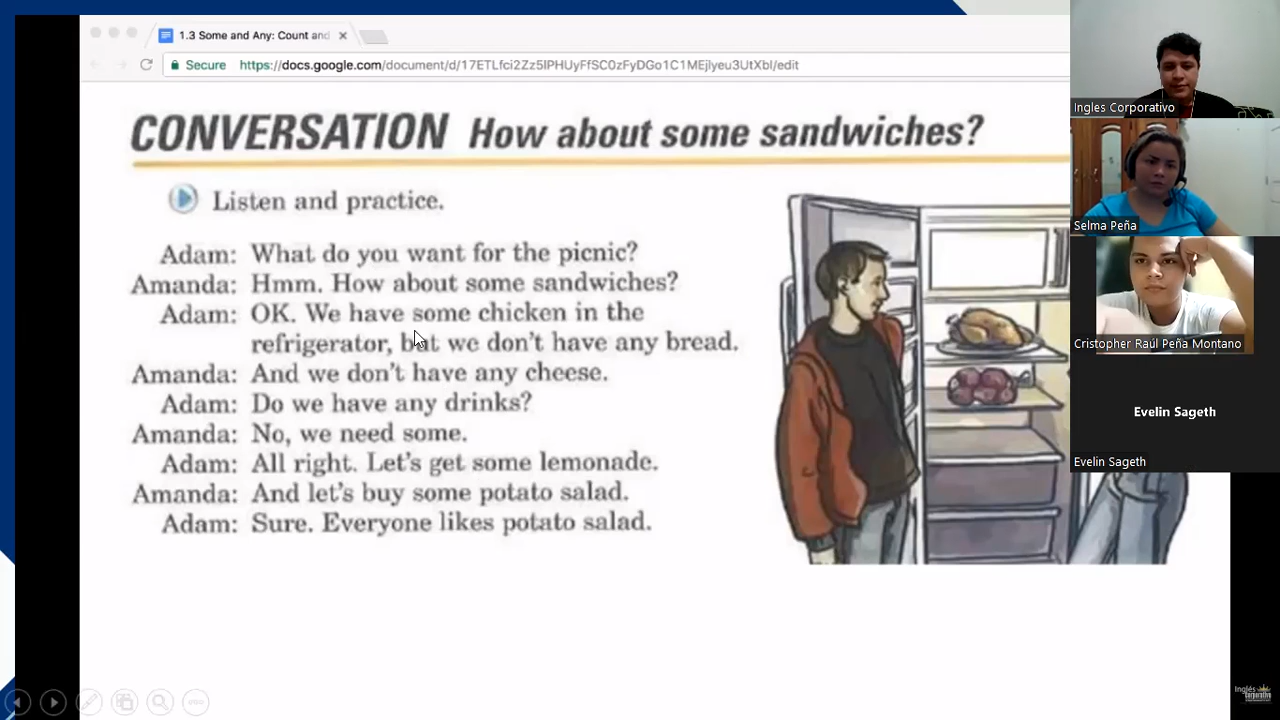 1.3 Some and Any: Count and
Secure https://docs.google.com/document/d/17ETLfci2Zz5IPHUyFfSC0zFyDGo1C1MEjlyeu3UtXbI/edit
CONVERSATION How about some sandwiches?
Listen and practice.
Adam: What do you want for the picnic?
Amanda: Hmm. How about some sandwiches?
Adam: OK. We have some chicken in the
refrigerator, but we don't have any bread.
Amanda: And we don't have any cheese.
Adam: Do we have any drinks?
Amanda: No, we need some.
Adam: All right. Let's get some lemonade.
Amanda: And let's buy some potato salad.
Adam: Sure. Everyone likes potato salad.
Ingles Corporativo
Selma Peña
Cristopher Raúl Peña Montano
Evelin Sageth
Evelin Sageth
Inglés
Corporativo